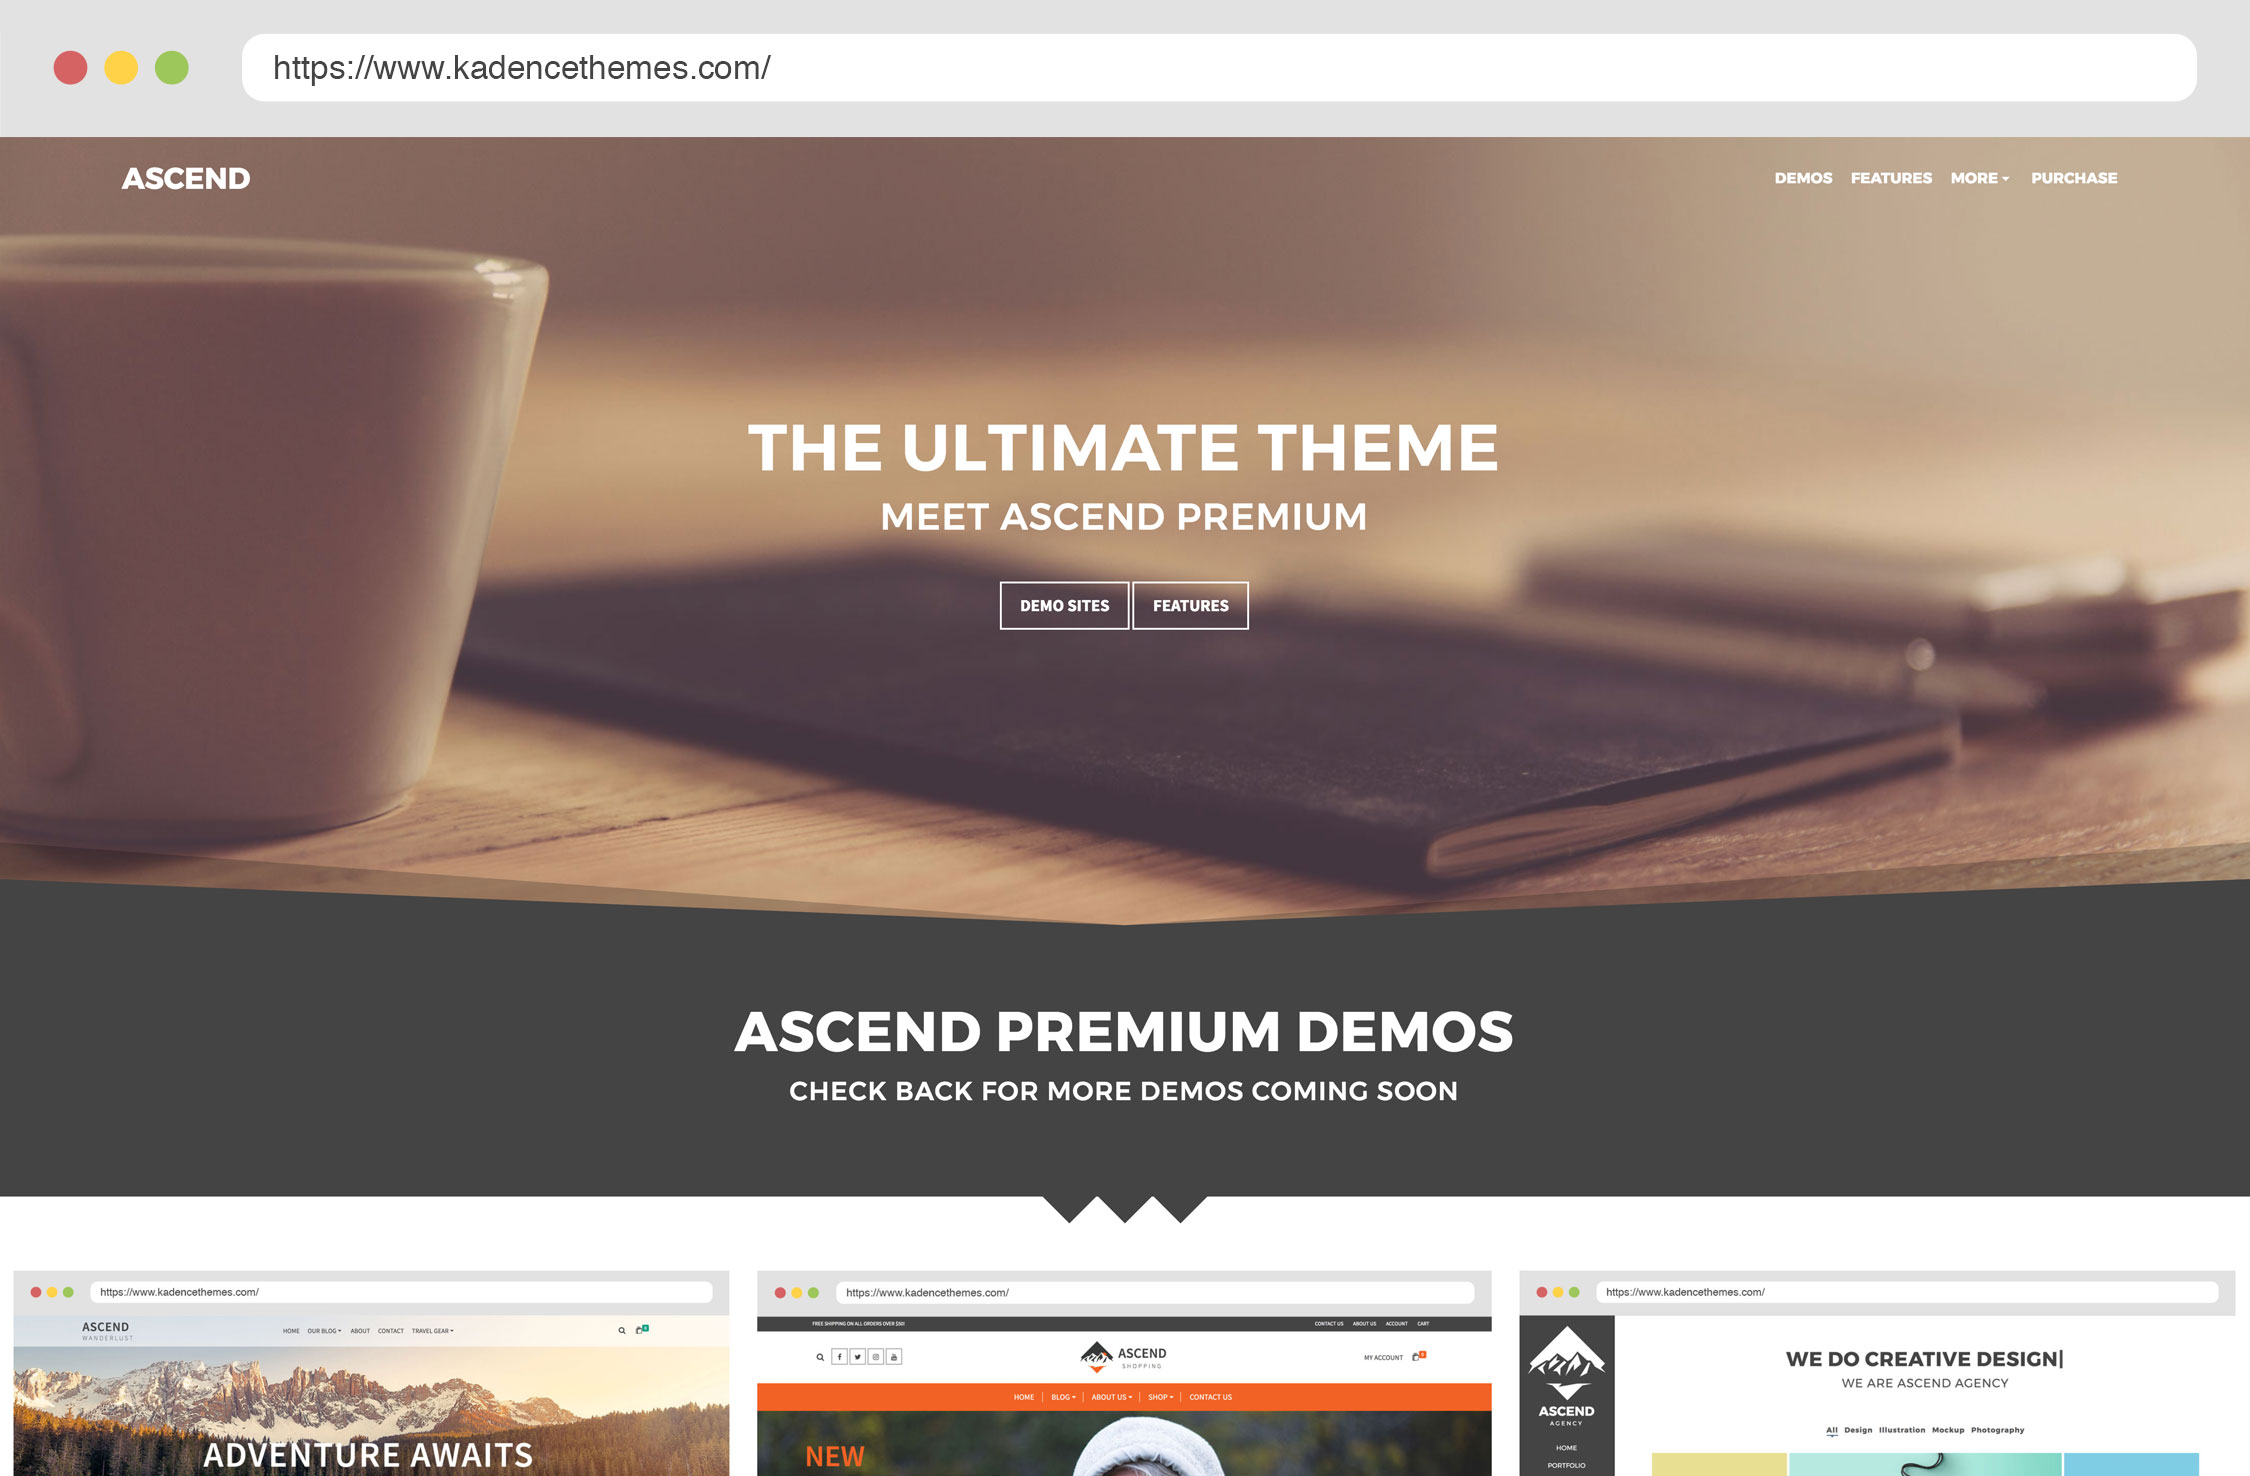 https://www.kadencethemes.com/
ASCEND
DEMOS FEATURES MORE PURCHASE
THE ULTIMATE THEME
MEET ASCEND PREMIUM
DEMO SITES FEATURES
ASCEND PREMIUM DEMOS
CHECK BACK FOR MORE DEMOS COMING SOON
https://www.kadencethemes.com/
ASCEND
WANDERLUST
HOME OUR BLOG ABOUT CONTACT TRAVEL GEAR
0
ADVENTURE AWAITS
https://www.kadencethemes.com/
FREE SHIPPING ON ALL ORDERS OVER $50!
CONTACT US ABOUT US ACCOUNT CART
ASCEND
SHOPPING
MY ACCOUNT
HOME BLOG ABOUT US SHOP CONTACT US
NEW
https://www.kadencethemes.com/
ASCEND
AGENCY
HOME
PORTFOLIO
WE DO CREATIVE DESIGN|
WE ARE ASCEND AGENCY
All Design Illustration Mockup Photography